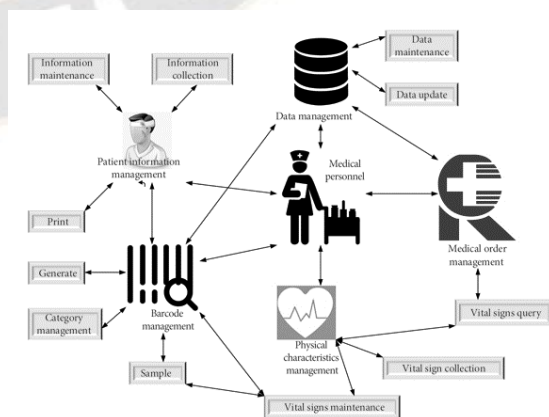 Information
maintenance
Information
collection
Data
maintenance
Data update
Data management
Patient information
management
Medical
personnel
Print
Medical order
management
Generate
Category
management
Barcode
management
Sample
Physical
characteristics
management
Vital signs query
Vital sign collection
Vital signs maintenance